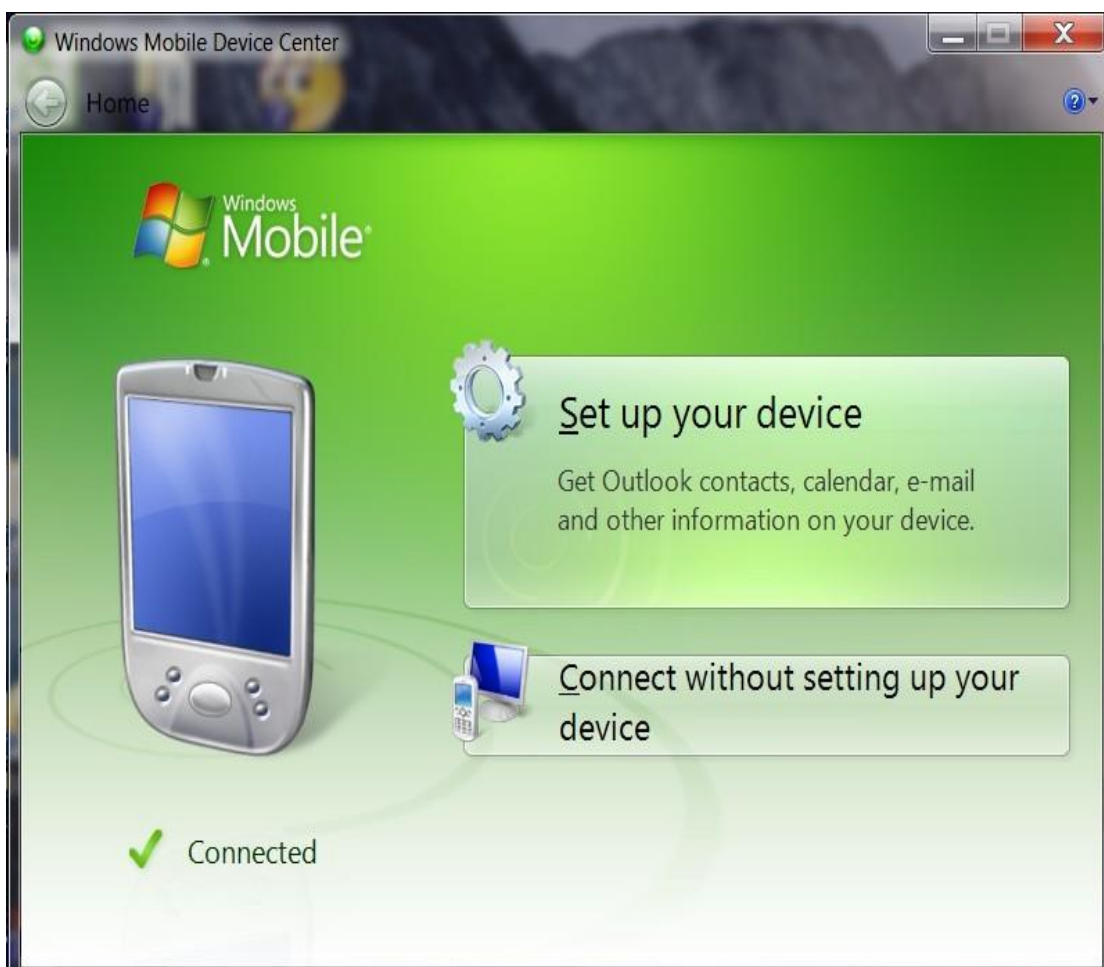 Windows Mobile Device Center
X
Home
?
Windows
Mobile®
Set up your device
Get Outlook contacts, calendar, e-mail
and other information on your device.
Connect without setting up your
device
Connected